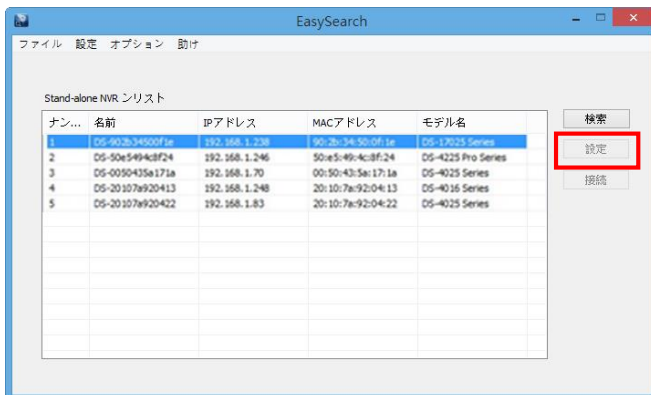 EasySearch
ファイル 設定 オプション 助け
Stand-alone NVR ンリスト
ナン... 名前 IPアドレス MACアドレス モデル名
1 DS-902b34500f1e 192.168.1.238 90:2b:34:50:0f:1e DS-17025 Series
2 DS-50e5494c8f24 192.168.1.246 50:e5:49:4c:8f:24 DS-4225 Pro Series
3 DS-0050435a171a 192.168.1.70 00:50:43:5a:17:1a DS-4025 Series
4 DS-20107a920413 192.168.1.248 20:10:7a:92:04:13 DS-4016 Series
5 DS-20107a920422 192.168.1.83 20:10:7a:92:04:22 DS-4025 Series
検索
設定
接続